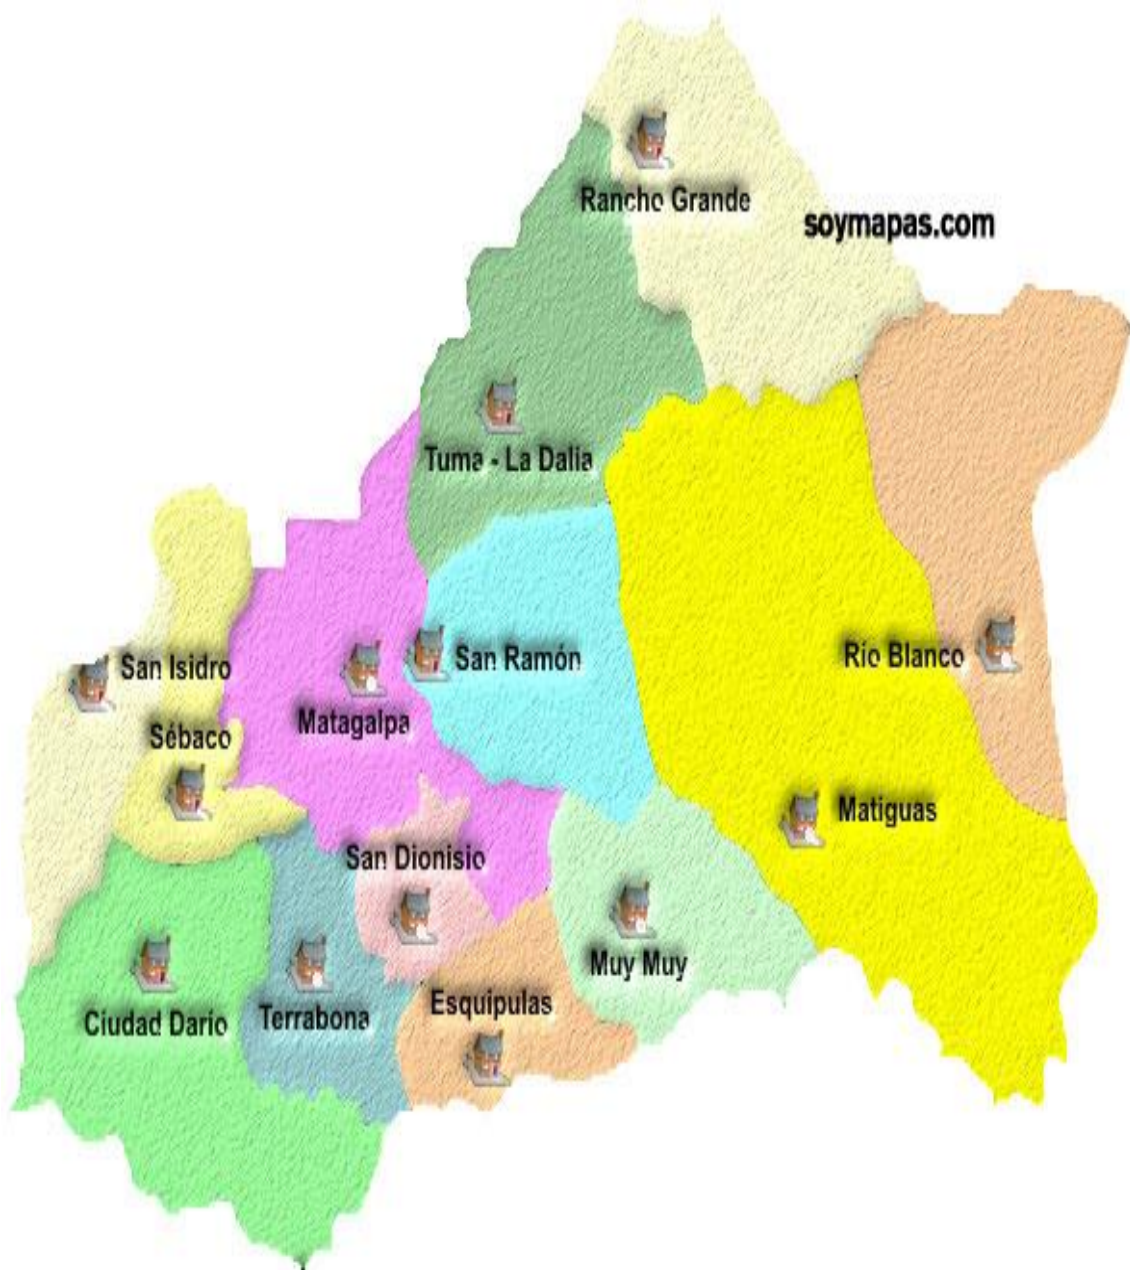 Rancho Grande
soymapas.com
Tuma - La Dalia
San Isidro
San Ramón
Río Blanco
Matagalpa
Sébaco
Matiguas
San Dionisio
Muy Muy
Esquipulas
Ciudad Darío
Terrabona